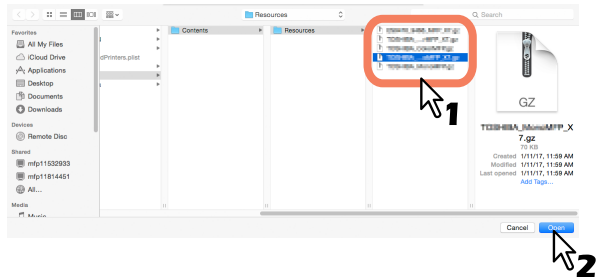 Resources
Search
Favorites
All My Files
iCloud Drive
Applications
Desktop
Documents
Downloads
Devices
Remote Disc
Shared
mfp11532933
mfp11814451
All...
Media
Music
dPrinters.plist
Contents
Resources
GZ
7.gz
70 KB
Created 1/11/17, 11:59 AM
Modified 1/11/17, 11:59 AM
Last opened 1/11/17, 11:59 AM
Add Tags...
Cancel
Open
1
2